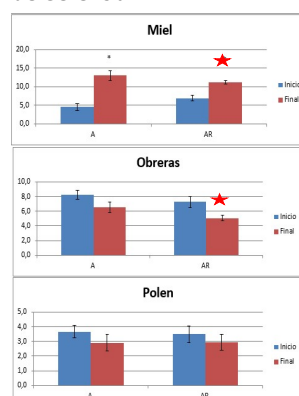 Miel
20,0
15,0
10,0
5,0
0,0
*
A
AR
Inicio
Final
Obreras
10,0
8,0
6,0
4,0
2,0
0,0
A
AR
Inicio
Final
Polen
5,0
4,0
3,0
2,0
1,0
0,0
A
AR
Inicio
Final